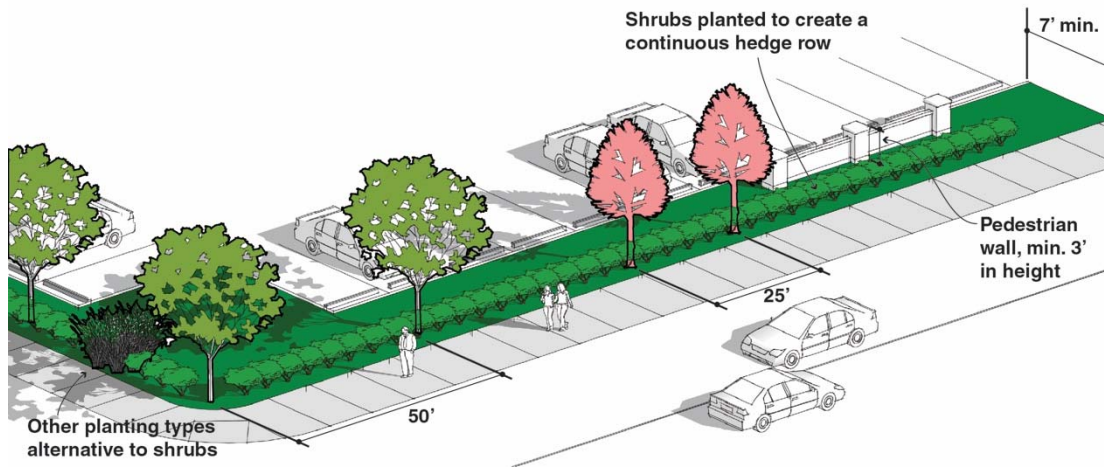 Shrubs planted to create a
continuous hedge row
7’ min.
Pedestrian
wall, min. 3’
in height
25’
50’
Other planting types
alternative to shrubs